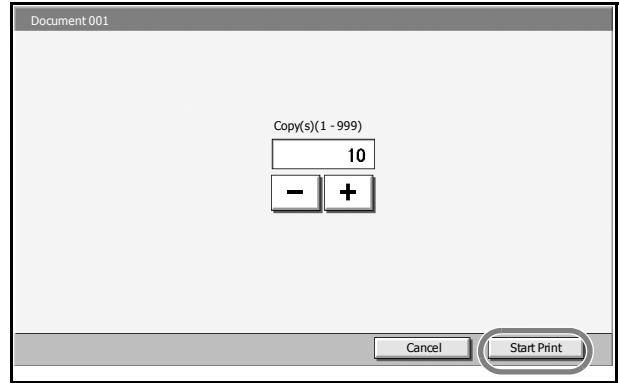 Document 001
Copy(s)(1 - 999)
10
− +
Cancel Start Print